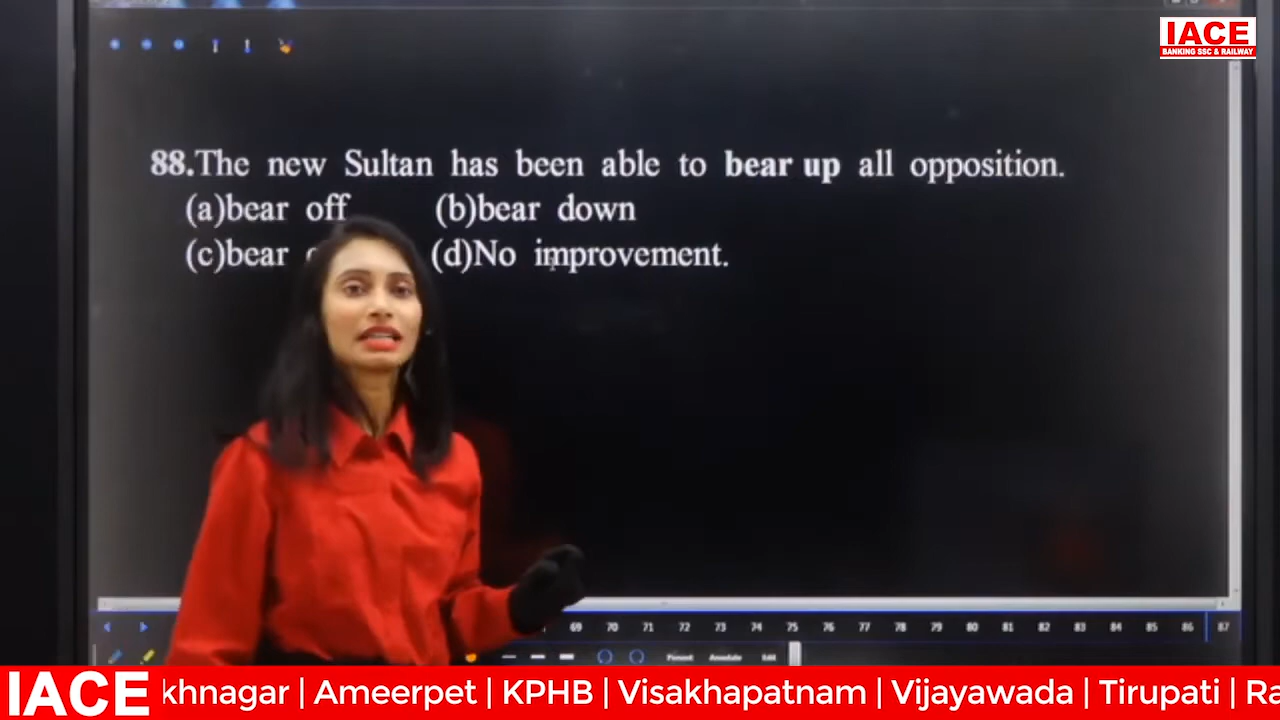 IACE
BANKING SSC & RAILWAY
88.The new Sultan has been able to bear up all opposition.
(a)bear off (b)bear down
(c)bear (d)No improvement.
69 70 71 72 73 74 75 76 77 78 79 80 81 82 83 84 85 86 87
IACE khnagar | Ameerpet | KPHB | Visakhapatnam | Vijayawada | Tirupati | Ra